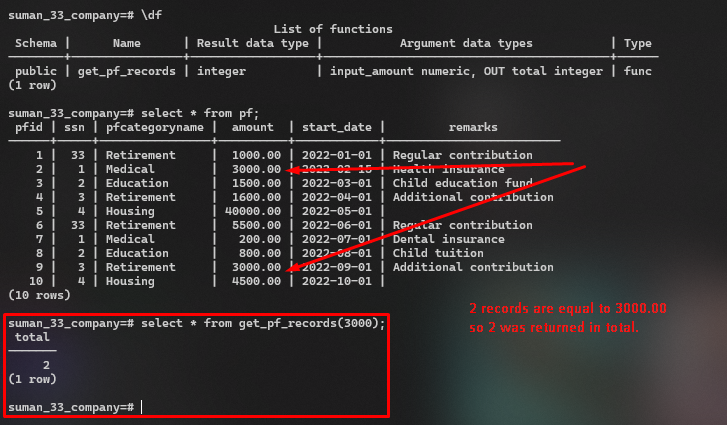 suman_33_company=# \df
List of functions
Schema | Name | Result data type | Argument data types | Type
public | get_pf_records | integer | input_amount numeric, OUT total integer | func
(1 row)
suman_33_company=# select * from pf;
pfid | ssn | pfcategoryname | amount | start_date | remarks
1 | 33 | Retirement | 1000.00 | 2022-01-01 | Regular contribution
2 | 1 | Medical | 3000.00 | 2022-02-15 | Health insurance
3 | 2 | Education | 1500.00 | 2022-03-01 | Child education fund
4 | 3 | Retirement | 1600.00 | 2022-04-01 | Additional contribution
5 | 4 | Housing | 40000.00 | 2022-05-01 |
6 | 33 | Retirement | 5500.00 | 2022-06-01 | Regular contribution
7 | 1 | Medical | 200.00 | 2022-07-01 | Dental insurance
8 | 2 | Education | 800.00 | 2022-08-01 | Child tuition
9 | 3 | Retirement | 3000.00 | 2022-09-01 | Additional contribution
10 | 4 | Housing | 4500.00 | 2022-10-01 |
(10 rows)
2 records are equal to 3000.00
so 2 was returned in total.
suman_33_company=# select * from get_pf_records(3000);
total
2
(1 row)
suman_33_company=#